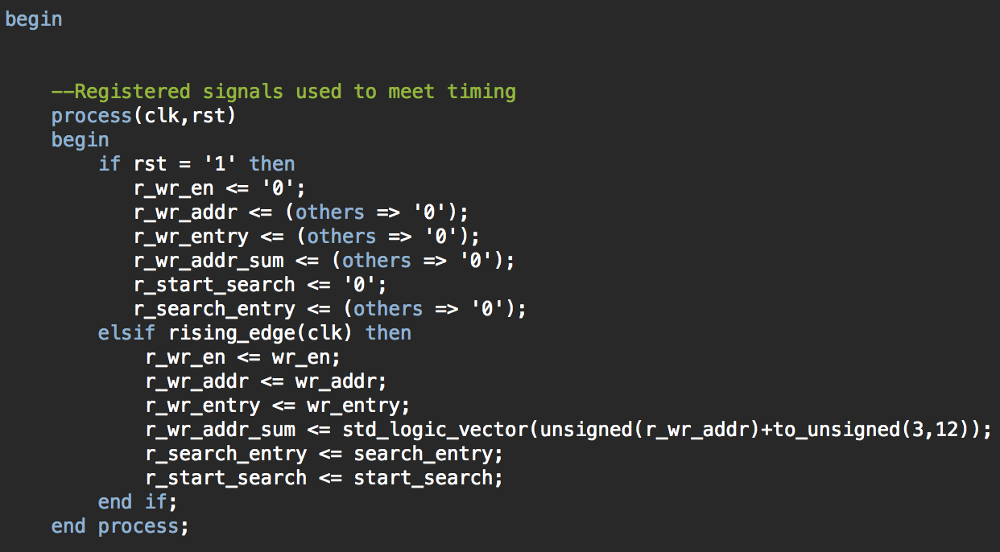 begin
--Registered signals used to meet timing
process(clk,rst)
begin
if rst = '1' then
r_wr_en <= '0';
r_wr_addr <= (others => '0');
r_wr_entry <= (others => '0');
r_wr_addr_sum <= (others => '0');
r_start_search <= '0';
r_search_entry <= (others => '0');
elsif rising_edge(clk) then
r_wr_en <= wr_en;
r_wr_addr <= wr_addr;
r_wr_entry <= wr_entry;
r_wr_addr_sum <= std_logic_vector(unsigned(r_wr_addr)+to_unsigned(3,12));
r_search_entry <= search_entry;
r_start_search <= start_search;
end if;
end process;